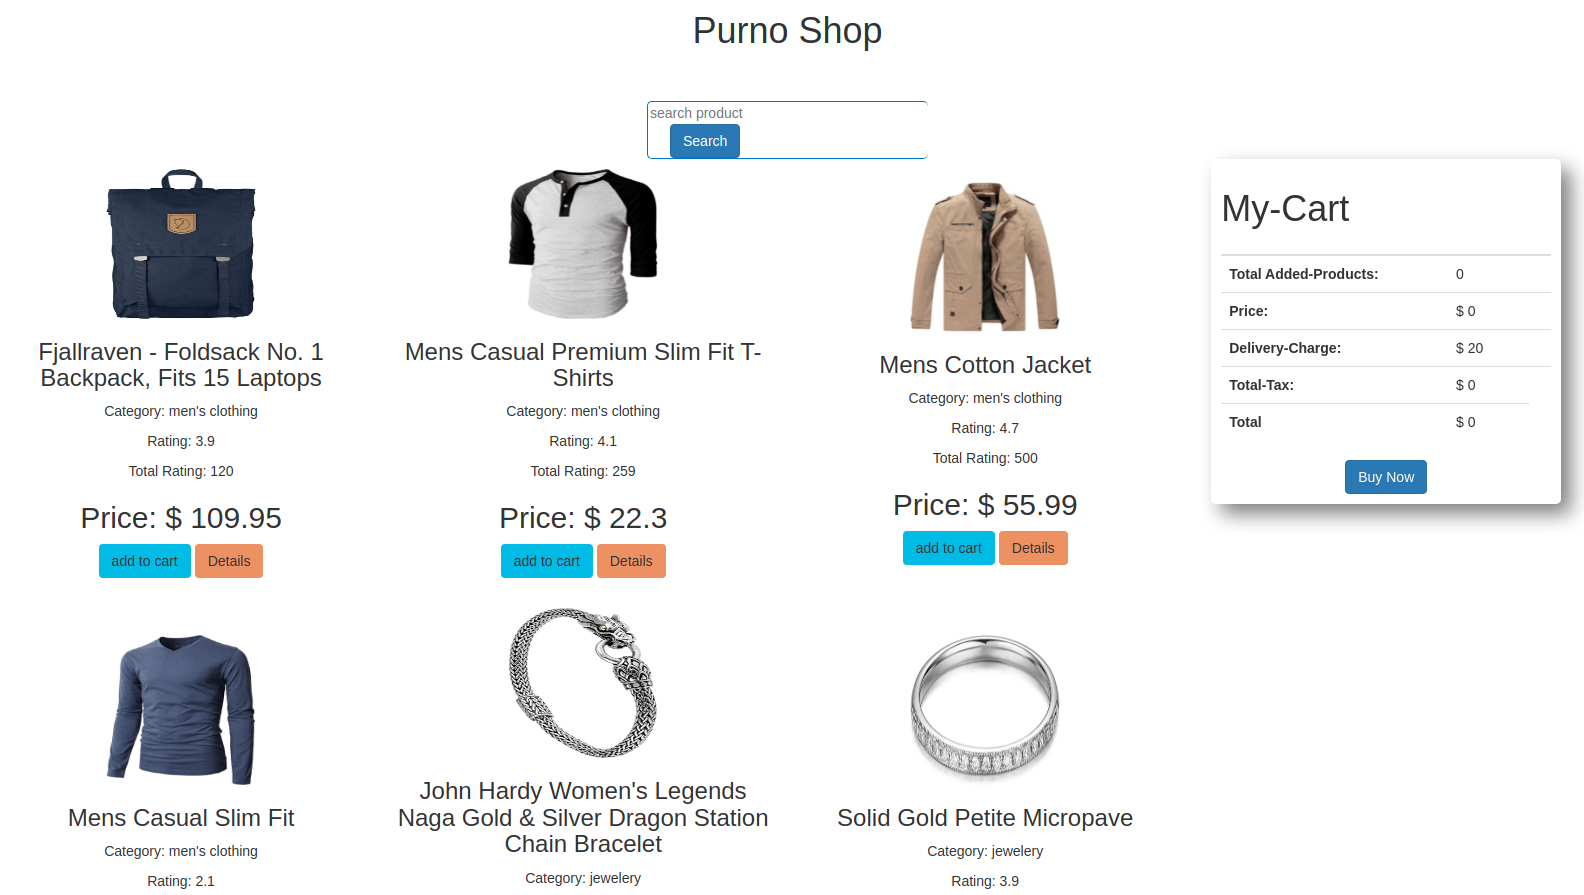 Purno Shop
search product
Search
Fjallraven - Foldsack No. 1
Backpack, Fits 15 Laptops
Category: men's clothing
Rating: 3.9
Total Rating: 120
Price: $ 109.95
add to cart Details
Mens Casual Premium Slim Fit T-
Shirts
Category: men's clothing
Rating: 4.1
Total Rating: 259
Price: $ 22.3
add to cart Details
Mens Cotton Jacket
Category: men's clothing
Rating: 4.7
Total Rating: 500
Price: $ 55.99
add to cart Details
My-Cart
Total Added-Products: 0
Price: $ 0
Delivery-Charge: $ 20
Total-Tax: $ 0
Total $ 0
Buy Now
Mens Casual Slim Fit
Category: men's clothing
Rating: 2.1
John Hardy Women's Legends
Naga Gold & Silver Dragon Station
Chain Bracelet
Category: jewelery
Solid Gold Petite Micropave
Category: jewelery
Rating: 3.9